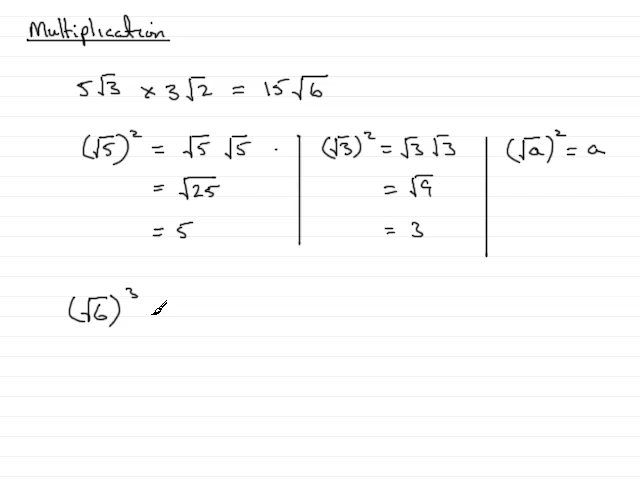 Multiplication
5√3 × 3√2 = 15√6
(√5)² = √5 √5 . | (√3)² = √3 √3 | (√a)² = a
= √25 | = √9
= 5 | = 3
(√6)³